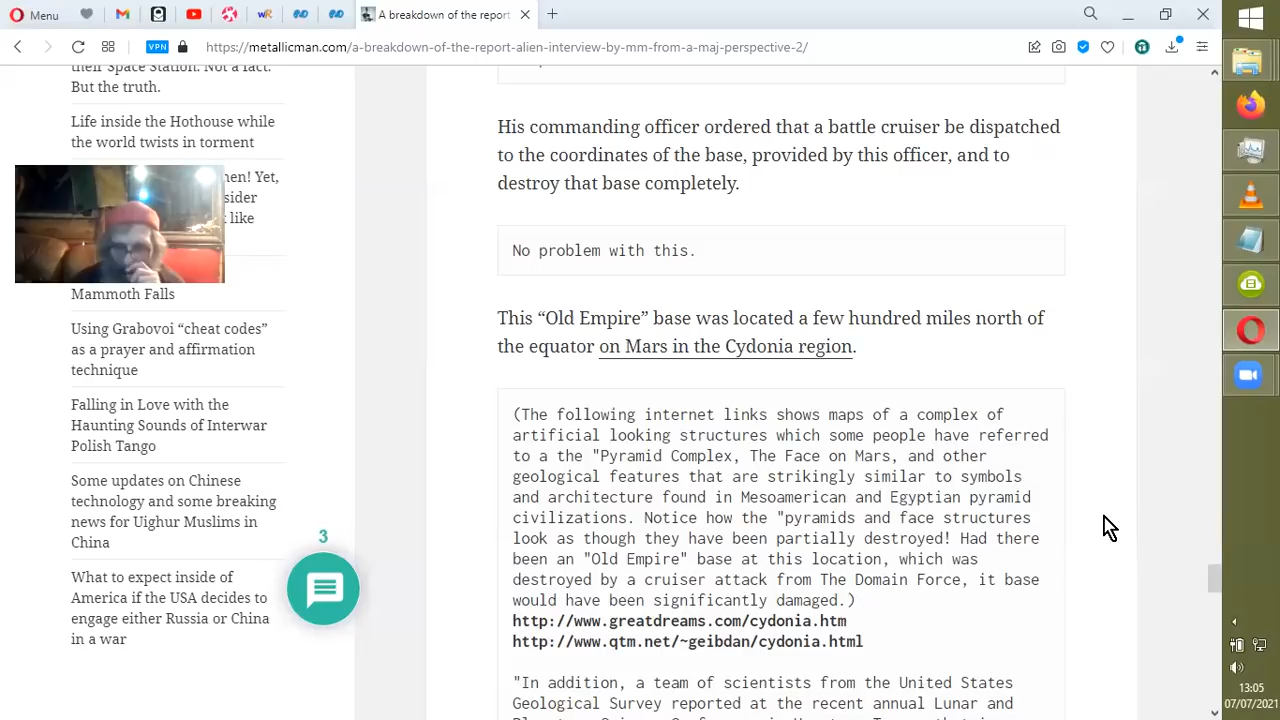 Menu
A breakdown of the report
https://metallicman.com/a-breakdown-of-the-report-alien-interview-by-mm-from-a-maj-perspective-2/
VPN
their Space Station. Not a fact.
But the truth.
Life inside the Hothouse while
the world twists in torment
nen! Yet,
sider
like
Mammoth Falls
Using Grabovoi “cheat codes”
as a prayer and affirmation
technique
Falling in Love with the
Haunting Sounds of Interwar
Polish Tango
Some updates on Chinese
technology and some breaking
news for Uighur Muslims in
China
What to expect inside of
America if the USA decides to
engage either Russia or China
in a war
3
His commanding officer ordered that a battle cruiser be dispatched
to the coordinates of the base, provided by this officer, and to
destroy that base completely.
No problem with this.
This “Old Empire” base was located a few hundred miles north of
the equator on Mars in the Cydonia region.
(The following internet links shows maps of a complex of
artificial looking structures which some people have referred
to a the "Pyramid Complex, The Face on Mars, and other
geological features that are strikingly similar to symbols
and architecture found in Mesoamerican and Egyptian pyramid
civilizations. Notice how the "pyramids and face structures
look as though they have been partially destroyed! Had there
been an "Old Empire" base at this location, which was
destroyed by a cruiser attack from The Domain Force, it base
would have been significantly damaged.)
http://www.greatdreams.com/cydonia.htm
http://www.qtm.net/~geibdan/cydonia.html
"In addition, a team of scientists from the United States
Geological Survey reported at the recent annual Lunar and
13:05
07/07/2021